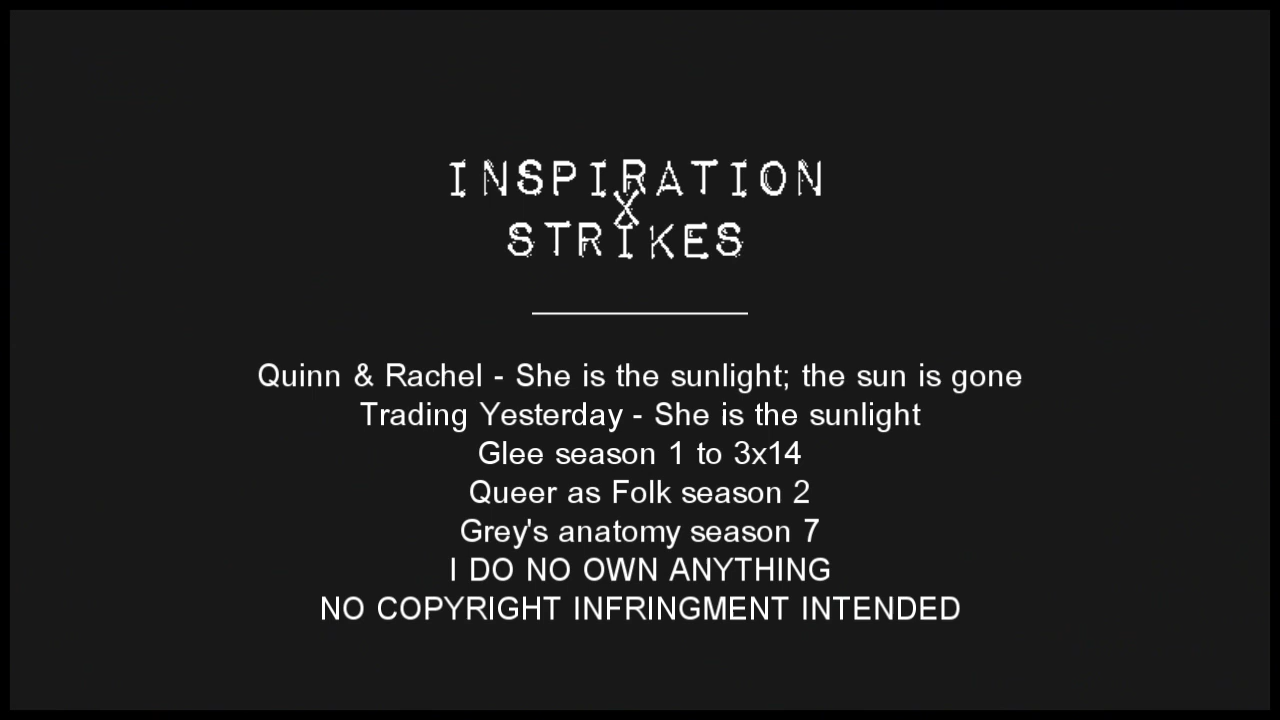 INSPIRATION
X
STRIKES
Quinn & Rachel - She is the sunlight; the sun is gone
Trading Yesterday - She is the sunlight
Glee season 1 to 3x14
Queer as Folk season 2
Grey's anatomy season 7
I DO NO OWN ANYTHING
NO COPYRIGHT INFRINGMENT INTENDED